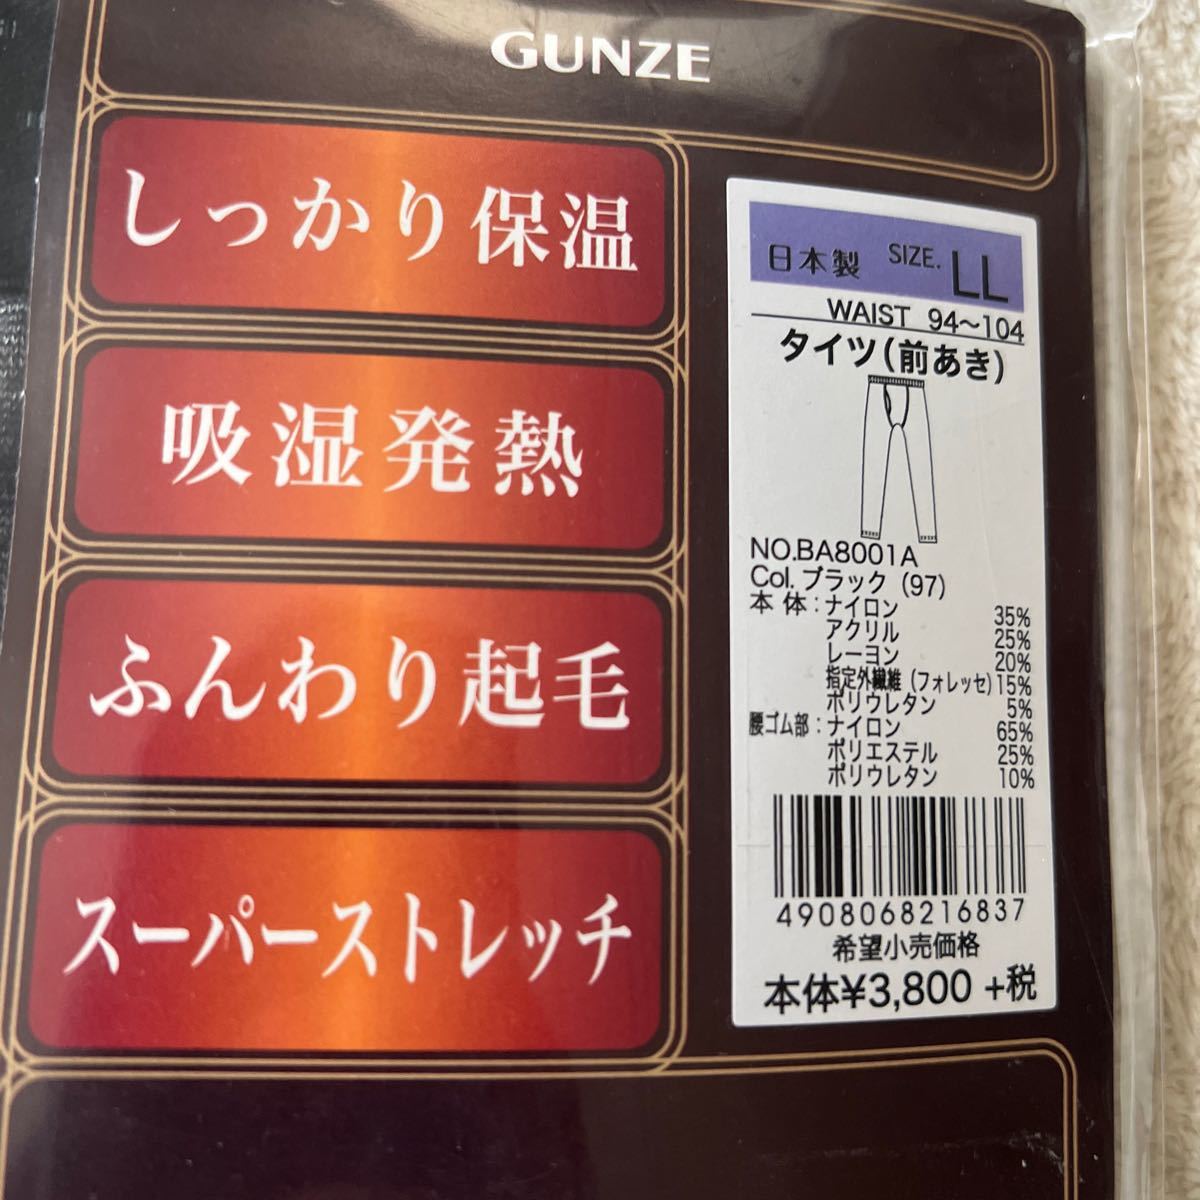 GUNZE
しっかり保温
吸湿発熱
ふんわり起毛
スーパーストレッチ
日本製 SIZE. LL
WAIST 94～104
タイツ(前あき)
NO.BA8001A
Col.ブラック (97)
本体:ナイロン 35%
アクリル 25%
レーヨン 20%
指定外繊維(フォレッセ)15%
ポリウレタン 5%
腰ゴム部:ナイロン 65%
ポリエステル 25%
ポリウレタン 10%
4908068216837
希望小売価格
本体¥3,800 +税